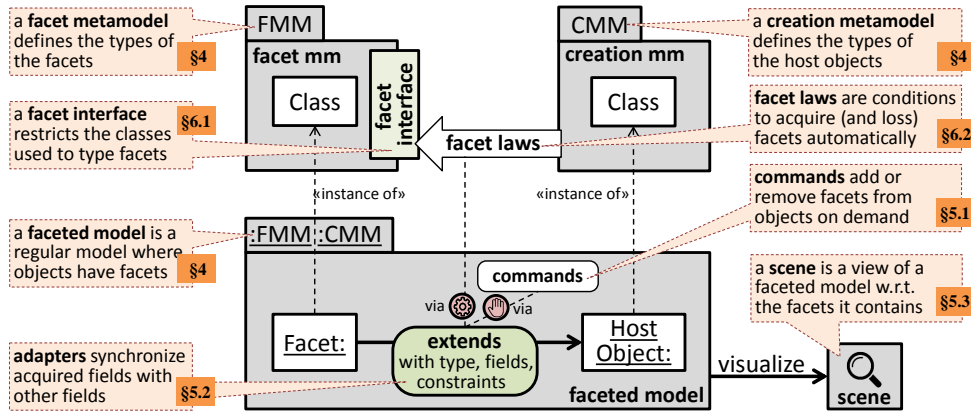 a facet metamodel
defines the types of
the facets
§4
FMM
facet mm
Class
facet
interface
CMM
creation mm
Class
a creation metamodel
defines the types of
the host objects
§4
a facet interface
restricts the classes
used to type facets
§6.1
facet laws
facet laws are conditions
to acquire (and loss)
facets automatically
§6.2
«instance of»
«instance of»
commands add or
remove facets from
objects on demand
§5.1
a faceted model is a
regular model where
objects have facets
§4
:FMM :CMM
commands
via
via
Facet:
extends
with type, fields,
constraints
Host
Object:
faceted model
a scene is a view of a
faceted model w.r.t.
the facets it contains
§5.3
adapters synchronize
acquired fields with
other fields
§5.2
visualize
scene